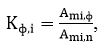 Kф,i = Ami,ф / Ami,п,